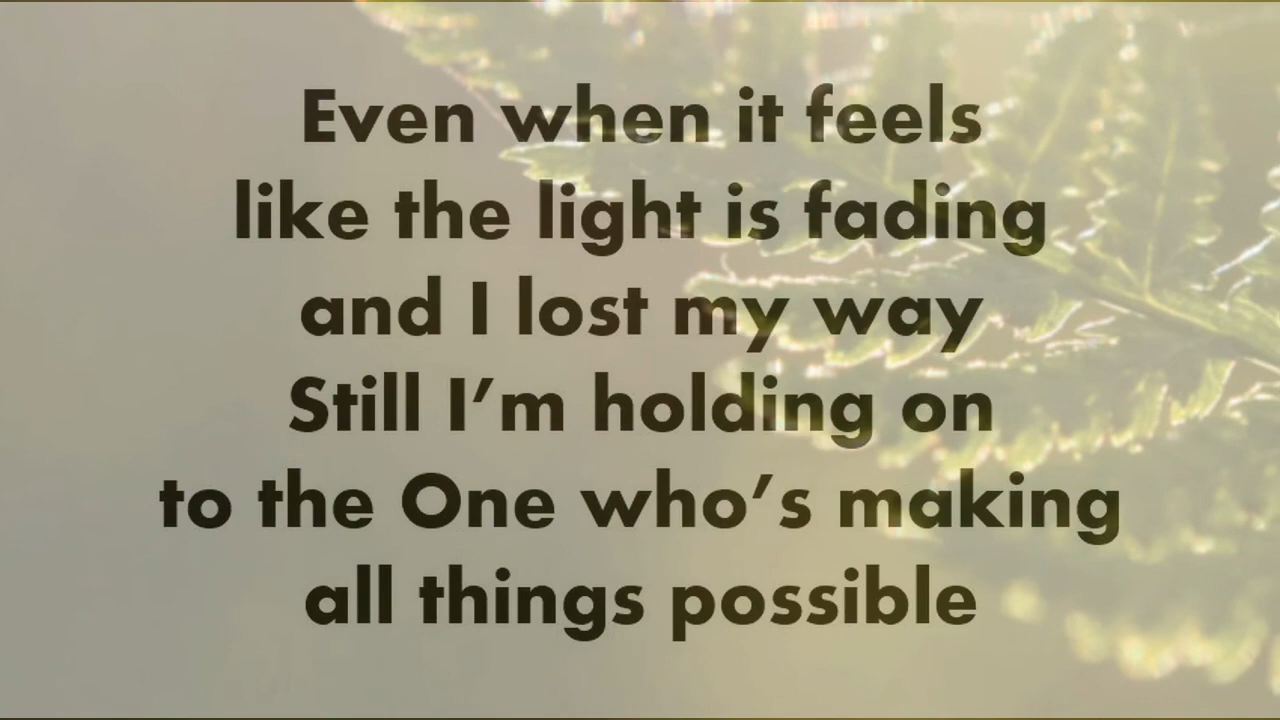 Even when it feels
like the light is fading
and I lost my way
Still I’m holding on
to the One who’s making
all things possible